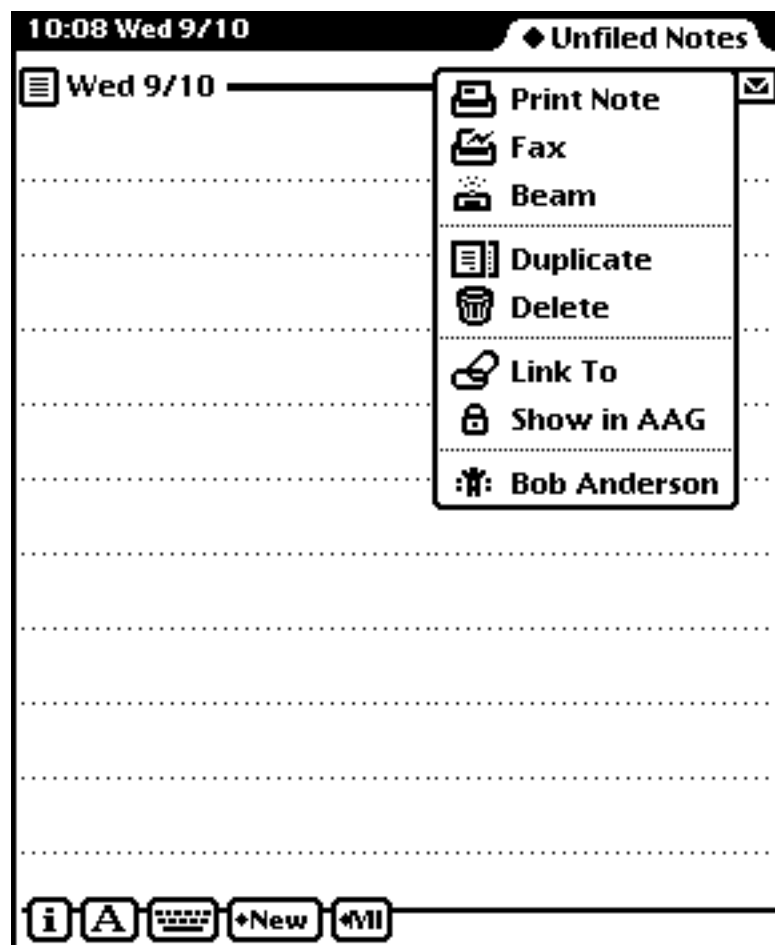 10:08 Wed 9/10
◆Unfiled Notes
Wed 9/10
Print Note
Fax
Beam
Duplicate
Delete
Link To
Show in AAG
Bob Anderson
i A ◆New